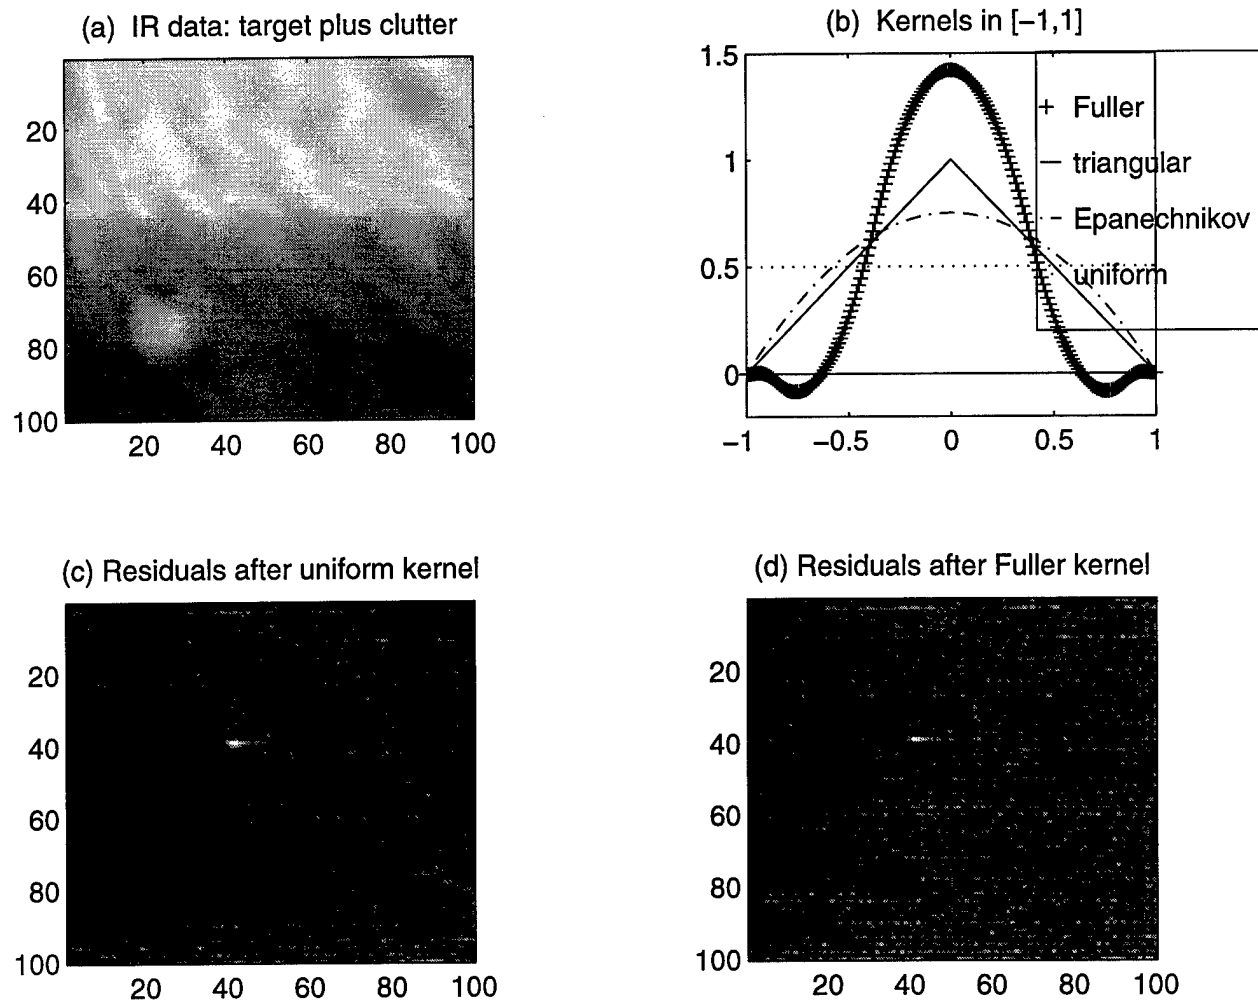 (a) IR data: target plus clutter
20
40
60
80
100
20 40 60 80 100
(b) Kernels in [−1,1]
1.5
1
0.5
0
−1 −0.5 0 0.5 1
+ Fuller
— triangular
-·- Epanechnikov
uniform
(c) Residuals after uniform kernel
20
40
60
80
100
20 40 60 80 100
(d) Residuals after Fuller kernel
20
40
60
80
100
20 40 60 80 100